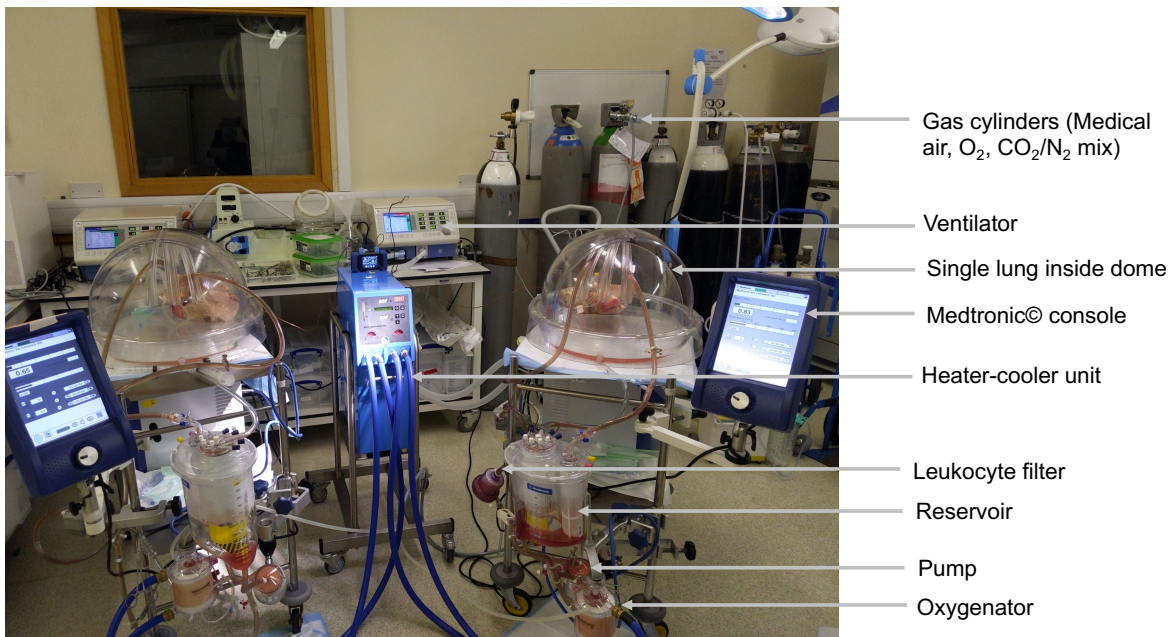 Gas cylinders (Medical
air, O₂, CO₂/N₂ mix)
Ventilator
Single lung inside dome
Medtronic© console
Heater-cooler unit
Leukocyte filter
Reservoir
Pump
Oxygenator
0.65
0.83